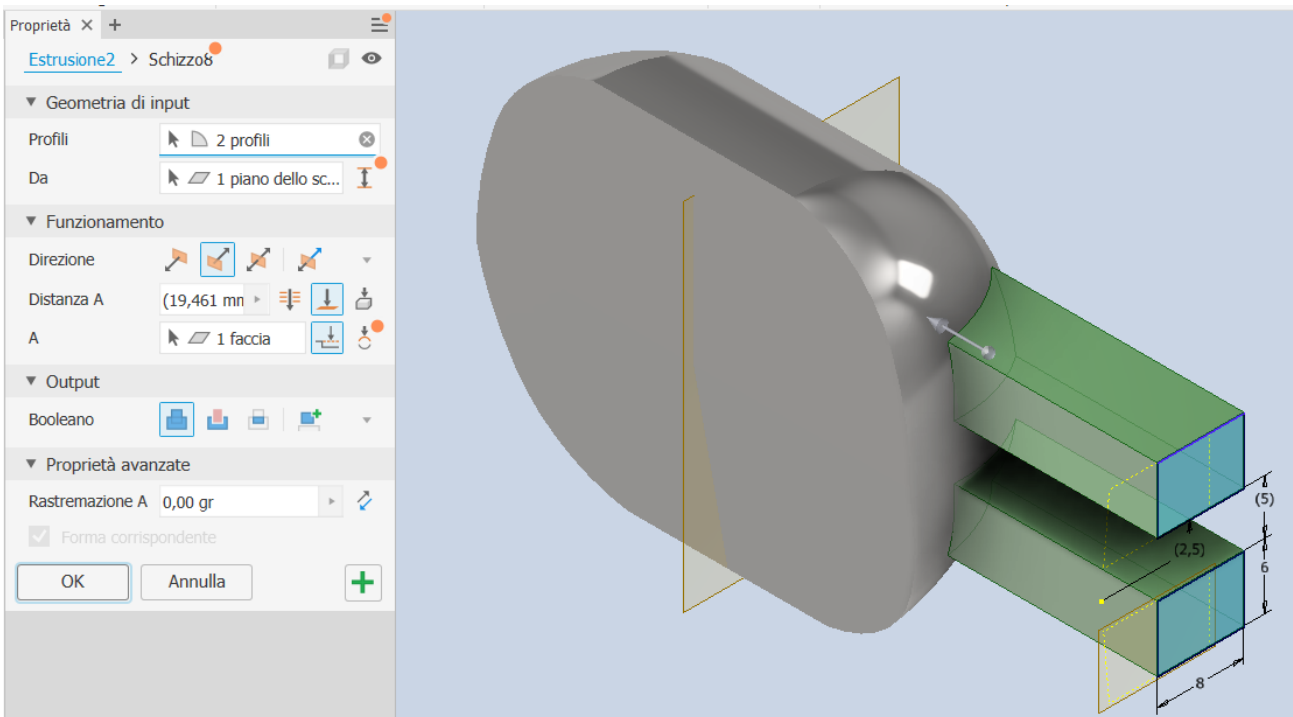 Proprietà × +
Estrusione2 > Schizzo8
Geometria di input
Profili 2 profili
Da 1 piano dello sc...
Funzionamento
Direzione
Distanza A (19,461 mm
A 1 faccia
Output
Booleano
Proprietà avanzate
Rastremazione A 0,00 gr
Forma corrispondente
OK Annulla
(5)
(2,5)
6
8